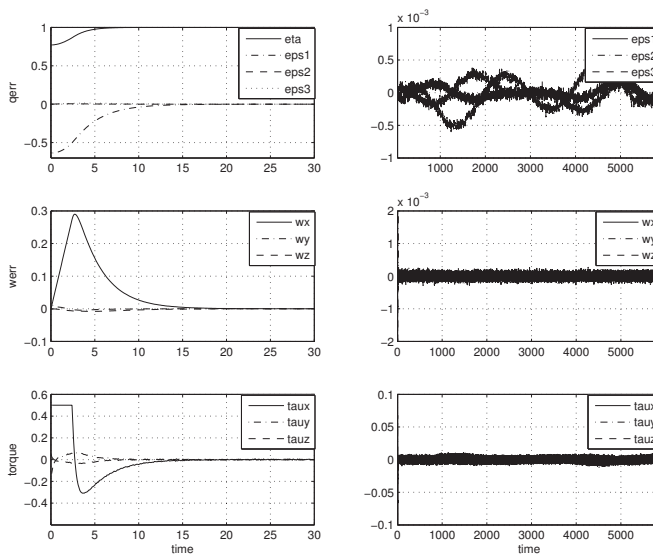 1
0.5
0
−0.5
qerr
0 5 10 15 20 25 30
eta
eps1
eps2
eps3
x 10⁻³
1
0.5
0
−0.5
−1
0 1000 2000 3000 4000 5000
eps1
eps2
eps3
0.3
0.2
0.1
0
−0.1
werr
0 5 10 15 20 25 30
wx
wy
wz
x 10⁻³
2
1
0
−1
−2
0 1000 2000 3000 4000 5000
wx
wy
wz
0.6
0.4
0.2
0
−0.2
−0.4
torque
0 5 10 15 20 25 30
time
taux
tauy
tauz
0.1
0.05
0
−0.05
−0.1
0 1000 2000 3000 4000 5000
time
taux
tauy
tauz